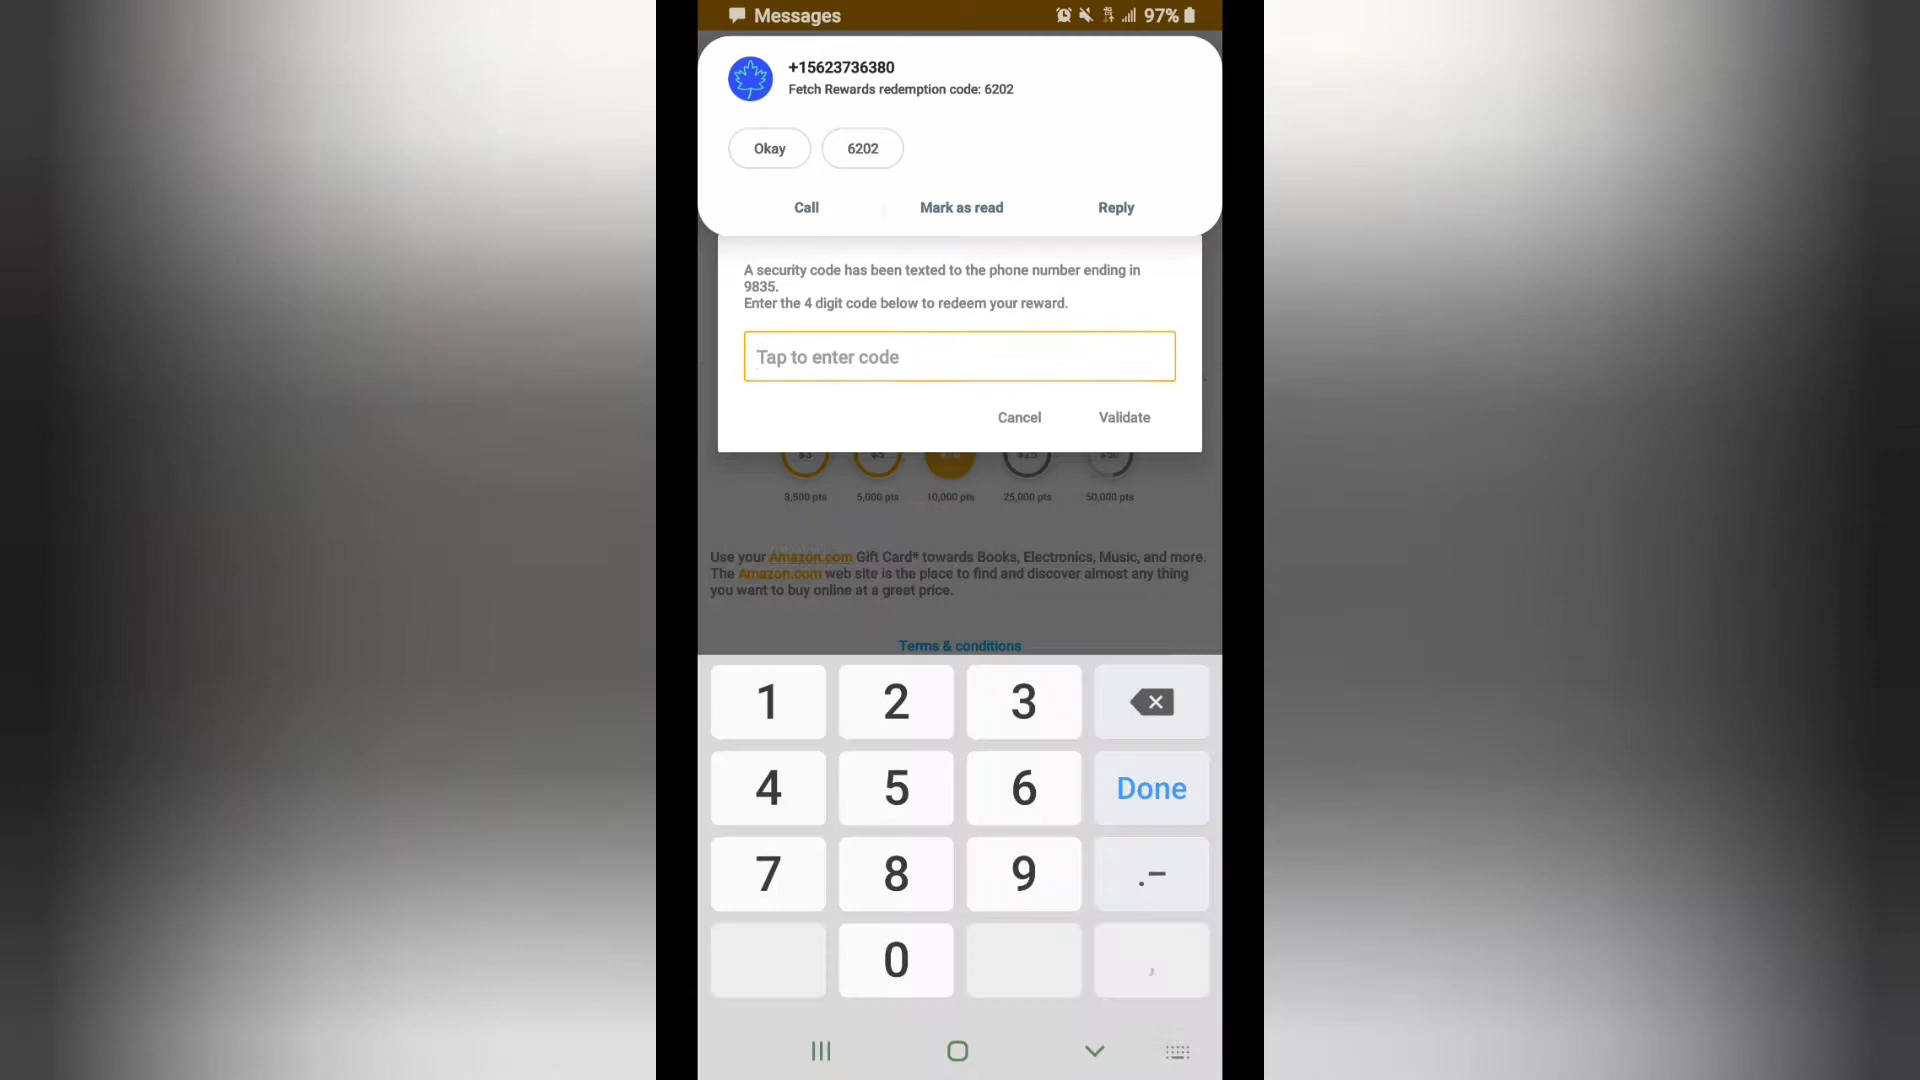 Messages 97%
+15623736380
Fetch Rewards redemption code: 6202
Okay 6202
Call Mark as read Reply
A security code has been texted to the phone number ending in
9835.
Enter the 4 digit code below to redeem your reward.
Tap to enter code
Cancel Validate
3,500 pts 5,000 pts 10,000 pts 25,000 pts 50,000 pts
Use your Amazon.com Gift Card* towards Books, Electronics, Music, and more.
The Amazon.com web site is the place to find and discover almost any thing
you want to buy online at a great price.
Terms & conditions
1 2 3
4 5 6 Done
7 8 9 .-
0 ,